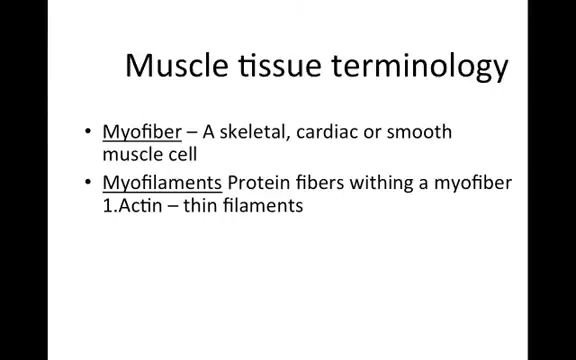 Muscle tissue terminology
• Myofiber – A skeletal, cardiac or smooth
muscle cell
• Myofilaments Protein fibers withing a myofiber
1.Actin – thin filaments